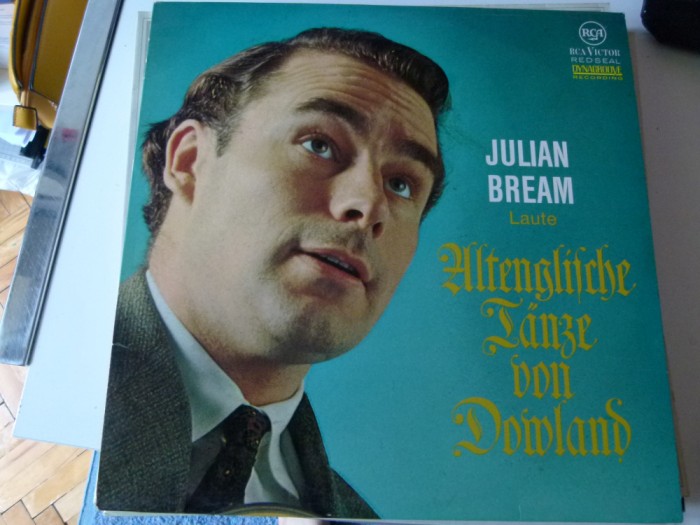 RCA
RCA VICTOR
RED SEAL
DYNAGROOVE
RECORDING
JULIAN
BREAM
Laute
Altengliſche
Tänze
von
Dowland